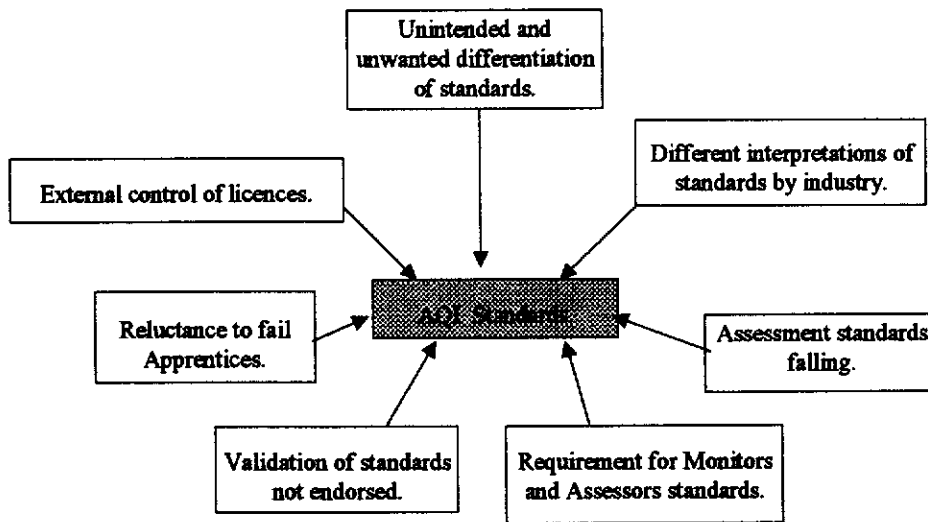 Unintended and
unwanted differentiation
of standards.
Different interpretations of
standards by industry.
External control of licences.
AQF Standards
Reluctance to fail
Apprentices.
Assessment standards
falling.
Validation of standards
not endorsed.
Requirement for Monitors
and Assessors standards.